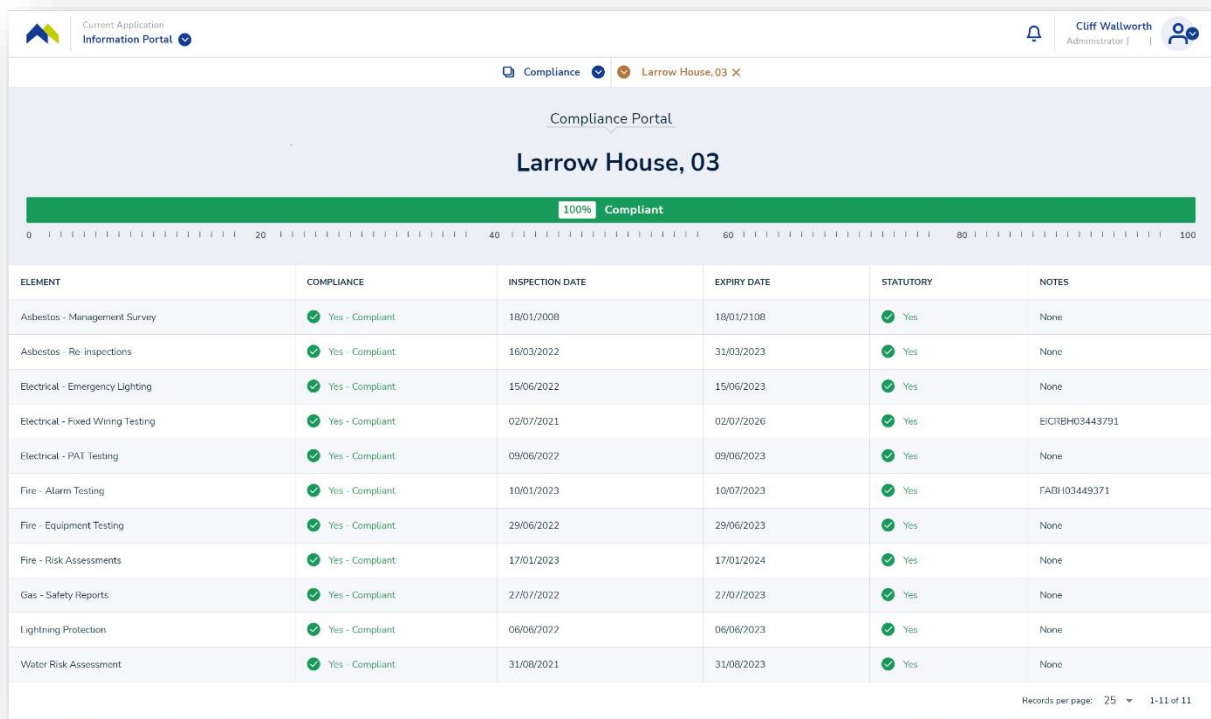 Current Application
Information Portal
Cliff Wallworth
Administrator | |
Compliance Larrow House, 03 ×
Compliance Portal
Larrow House, 03
100% Compliant
0 20 40 60 80 100
ELEMENT COMPLIANCE INSPECTION DATE EXPIRY DATE STATUTORY NOTES
Asbestos - Management Survey Yes - Compliant 18/01/2008 18/01/2108 Yes None
Asbestos - Re-inspections Yes - Compliant 16/03/2022 31/03/2023 Yes None
Electrical - Emergency Lighting Yes - Compliant 15/06/2022 15/06/2023 Yes None
Electrical - Fixed Wiring Testing Yes - Compliant 02/07/2021 02/07/2026 Yes EICRBH03443791
Electrical - PAT Testing Yes - Compliant 09/06/2022 09/06/2023 Yes None
Fire - Alarm Testing Yes - Compliant 10/01/2023 10/07/2023 Yes FABH03449371
Fire - Equipment Testing Yes - Compliant 29/06/2022 29/06/2023 Yes None
Fire - Risk Assessments Yes - Compliant 17/01/2023 17/01/2024 Yes None
Gas - Safety Reports Yes - Compliant 27/07/2022 27/07/2023 Yes None
Lightning Protection Yes - Compliant 06/06/2022 06/06/2023 Yes None
Water Risk Assessment Yes - Compliant 31/08/2021 31/08/2023 Yes None
Records per page: 25 1-11 of 11